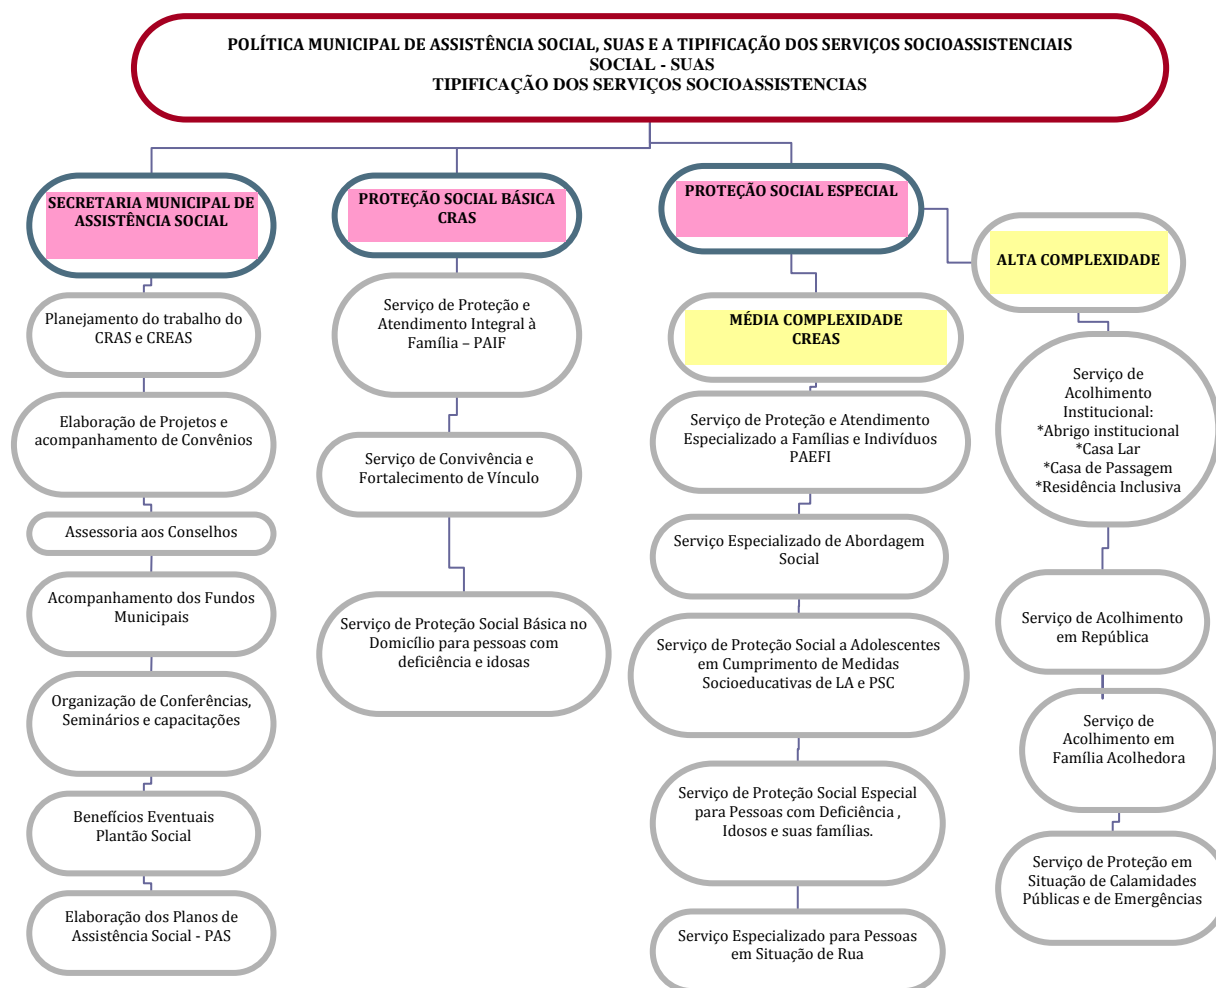 POLÍTICA MUNICIPAL DE ASSISTÊNCIA SOCIAL, SUAS E A TIPIFICAÇÃO DOS SERVIÇOS SOCIOASSISTENCIAIS
SOCIAL - SUAS
TIPIFICAÇÃO DOS SERVIÇOS SOCIOASSISTENCIAS
SECRETARIA MUNICIPAL DE
ASSISTÊNCIA SOCIAL
Planejamento do trabalho do
CRAS e CREAS
Elaboração de Projetos e
acompanhamento de Convênios
Assessoria aos Conselhos
Acompanhamento dos Fundos
Municipais
Organização de Conferências,
Seminários e capacitações
Benefícios Eventuais
Plantão Social
Elaboração dos Planos de
Assistência Social - PAS
PROTEÇÃO SOCIAL BÁSICA
CRAS
Serviço de Proteção e
Atendimento Integral à
Família – PAIF
Serviço de Convivência e
Fortalecimento de Vínculo
Serviço de Proteção Social Básica no
Domicílio para pessoas com
deficiência e idosas
PROTEÇÃO SOCIAL ESPECIAL
MÉDIA COMPLEXIDADE
CREAS
Serviço de Proteção e Atendimento
Especializado a Famílias e Indivíduos
PAEFI
Serviço Especializado de Abordagem
Social
Serviço de Proteção Social a Adolescentes
em Cumprimento de Medidas
Socioeducativas de LA e PSC
Serviço de Proteção Social Especial
para Pessoas com Deficiência ,
Idosos e suas famílias.
Serviço Especializado para Pessoas
em Situação de Rua
ALTA COMPLEXIDADE
Serviço de
Acolhimento
Institucional:
*Abrigo institucional
*Casa Lar
*Casa de Passagem
*Residência Inclusiva
Serviço de Acolhimento
em República
Serviço de
Acolhimento em
Família Acolhedora
Serviço de Proteção em
Situação de Calamidades
Públicas e de Emergências